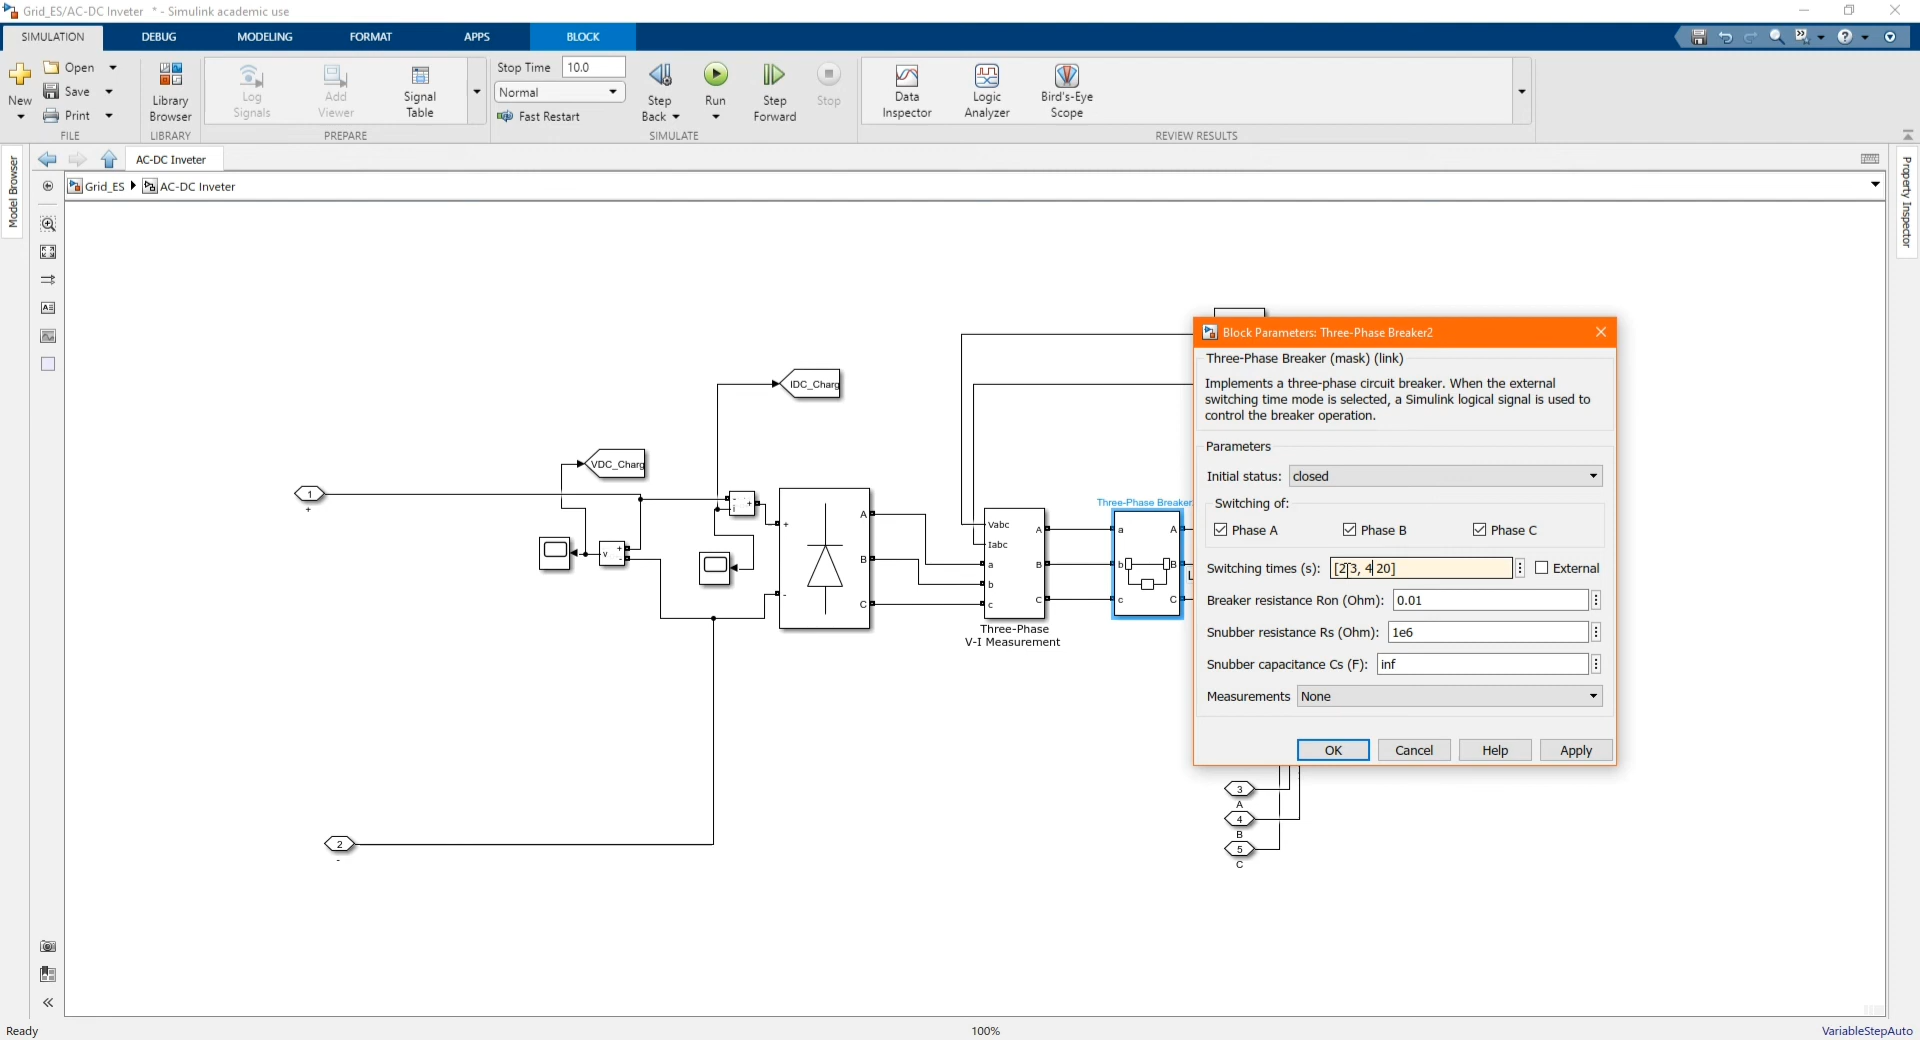 Grid_ES/AC-DC Inveter * - Simulink academic use
SIMULATION
DEBUG
MODELING
FORMAT
APPS
BLOCK
New
Open
Save
Print
FILE
Library
Browser
LIBRARY
Log
Signals
Add
Viewer
Signal
Table
PREPARE
Stop Time 10.0
Normal
Fast Restart
Step
Back
Run
Step
Forward
Stop
SIMULATE
Data
Inspector
Logic
Analyzer
Bird's-Eye
Scope
REVIEW RESULTS
Model Browser
AC-DC Inveter
Grid_ES
AC-DC Inveter
Property Inspector
IDC_Charg
VDC_Charg
1
+
- +
i
v
+
-
+
-
A
B
C
Vabc
Iabc
a
b
c
A
B
C
Three-Phase
V-I Measurement
Three-Phase Breaker
a
b
c
A
B
C
2
-
3
A
4
B
5
C
Block Parameters: Three-Phase Breaker2
Three-Phase Breaker (mask) (link)
Implements a three-phase circuit breaker. When the external
switching time mode is selected, a Simulink logical signal is used to
control the breaker operation.
Parameters
Initial status: closed
Switching of:
Phase A
Phase B
Phase C
Switching times (s): [2 3, 4 20]
External
Breaker resistance Ron (Ohm): 0.01
Snubber resistance Rs (Ohm): 1e6
Snubber capacitance Cs (F): inf
Measurements None
OK
Cancel
Help
Apply
Ready
100%
VariableStepAuto